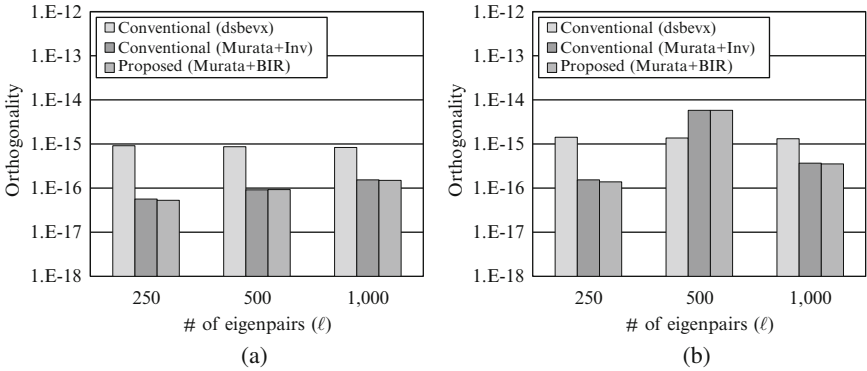 Orthogonality
1.E-12
1.E-13
1.E-14
1.E-15
1.E-16
1.E-17
1.E-18
Conventional (dsbevx)
Conventional (Murata+Inv)
Proposed (Murata+BIR)
250 500 1,000
# of eigenpairs (ℓ)
(a)
Orthogonality
1.E-12
1.E-13
1.E-14
1.E-15
1.E-16
1.E-17
1.E-18
Conventional (dsbevx)
Conventional (Murata+Inv)
Proposed (Murata+BIR)
250 500 1,000
# of eigenpairs (ℓ)
(b)